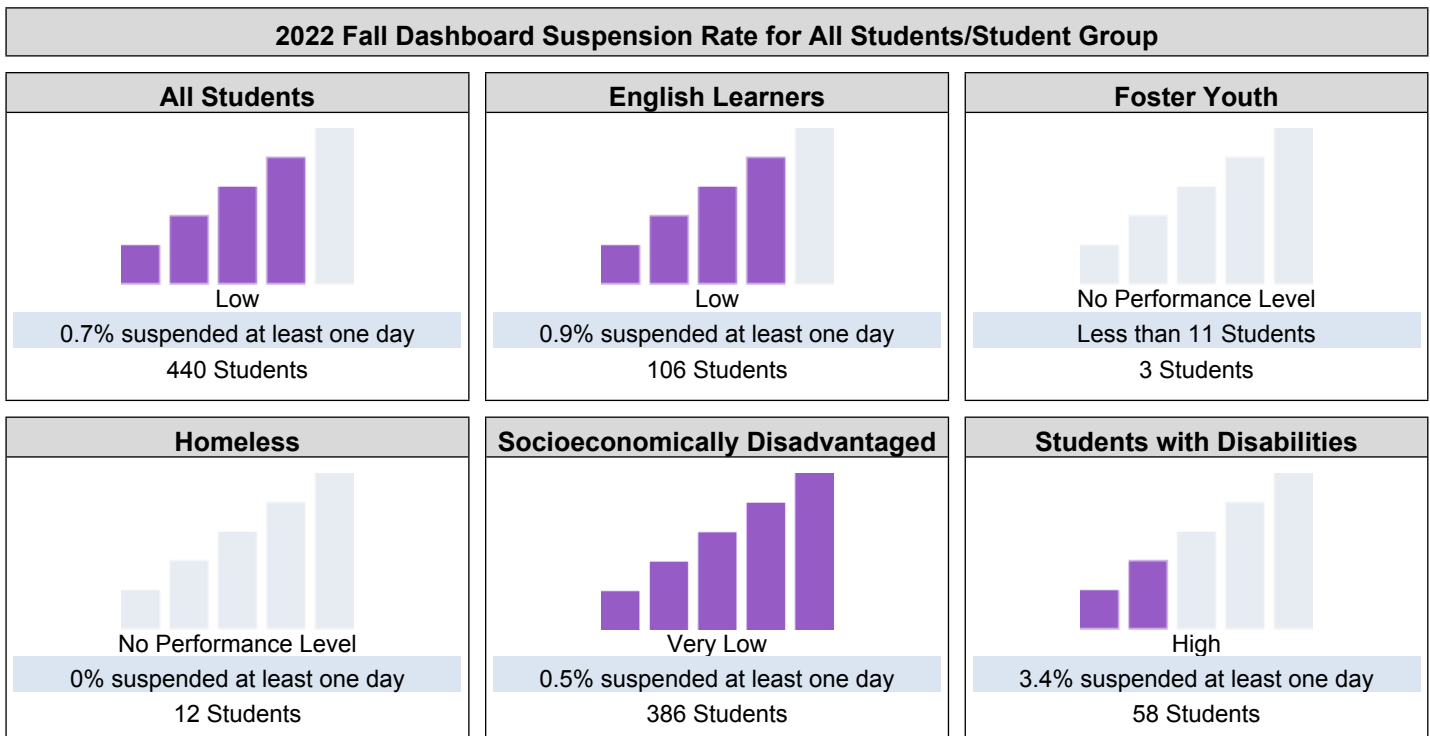 2022 Fall Dashboard Suspension Rate for All Students/Student Group
All Students
Low
0.7% suspended at least one day
440 Students
English Learners
Low
0.9% suspended at least one day
106 Students
Foster Youth
No Performance Level
Less than 11 Students
3 Students
Homeless
No Performance Level
0% suspended at least one day
12 Students
Socioeconomically Disadvantaged
Very Low
0.5% suspended at least one day
386 Students
Students with Disabilities
High
3.4% suspended at least one day
58 Students